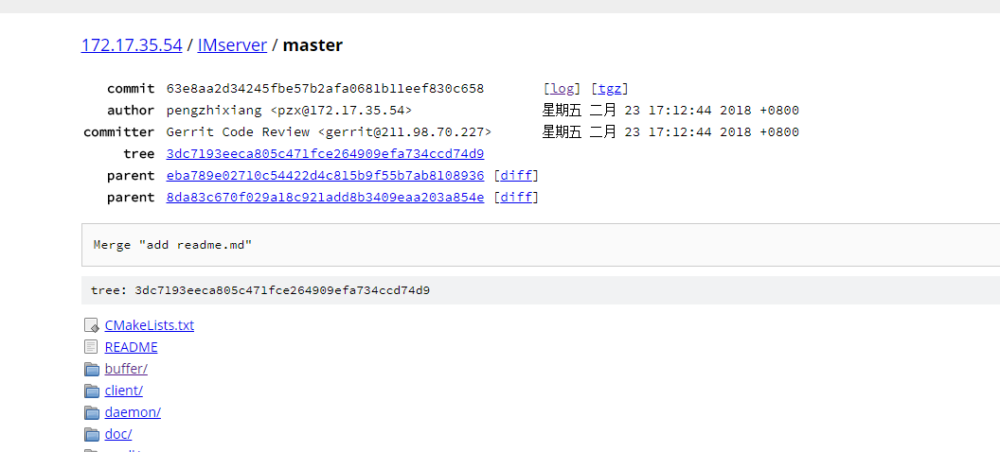 172.17.35.54 / IMserver / master
commit 63e8aa2d34245fbe57b2afa0681b11eef830c658 [log] [tgz]
author pengzhixiang <pzx@172.17.35.54> 星期五 二月 23 17:12:44 2018 +0800
committer Gerrit Code Review <gerrit@211.98.70.227> 星期五 二月 23 17:12:44 2018 +0800
tree 3dc7193eeca805c471fce264909efa734ccd74d9
parent eba789e02710c54422d4c815b9f55b7ab8108936 [diff]
parent 8da83c670f029a18c921add8b3409eaa203a854e [diff]
Merge "add readme.md"
tree: 3dc7193eeca805c471fce264909efa734ccd74d9
CMakeLists.txt
README
buffer/
client/
daemon/
doc/